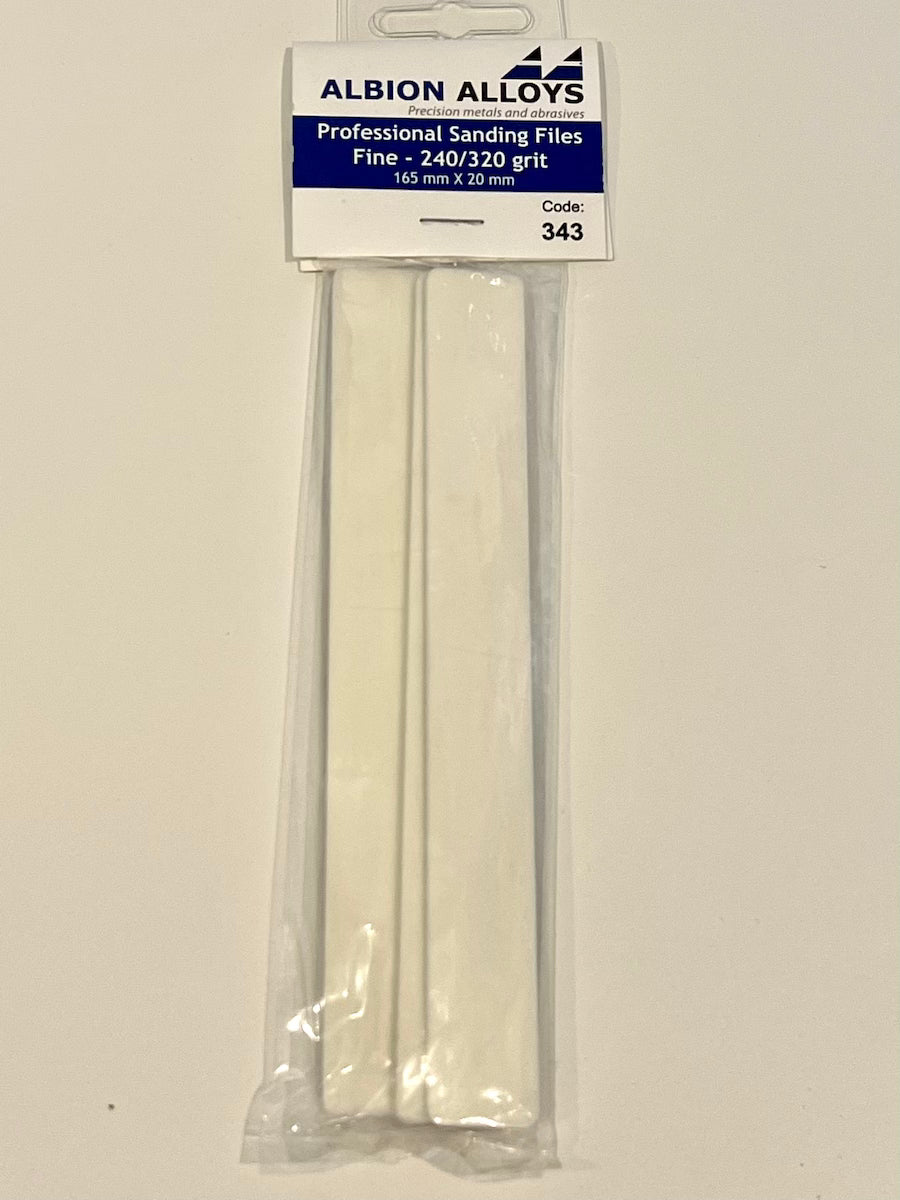 ALBION ALLOYS
Precision metals and abrasives
Professional Sanding Files
Fine - 240/320 grit
165 mm X 20 mm
Code:
343